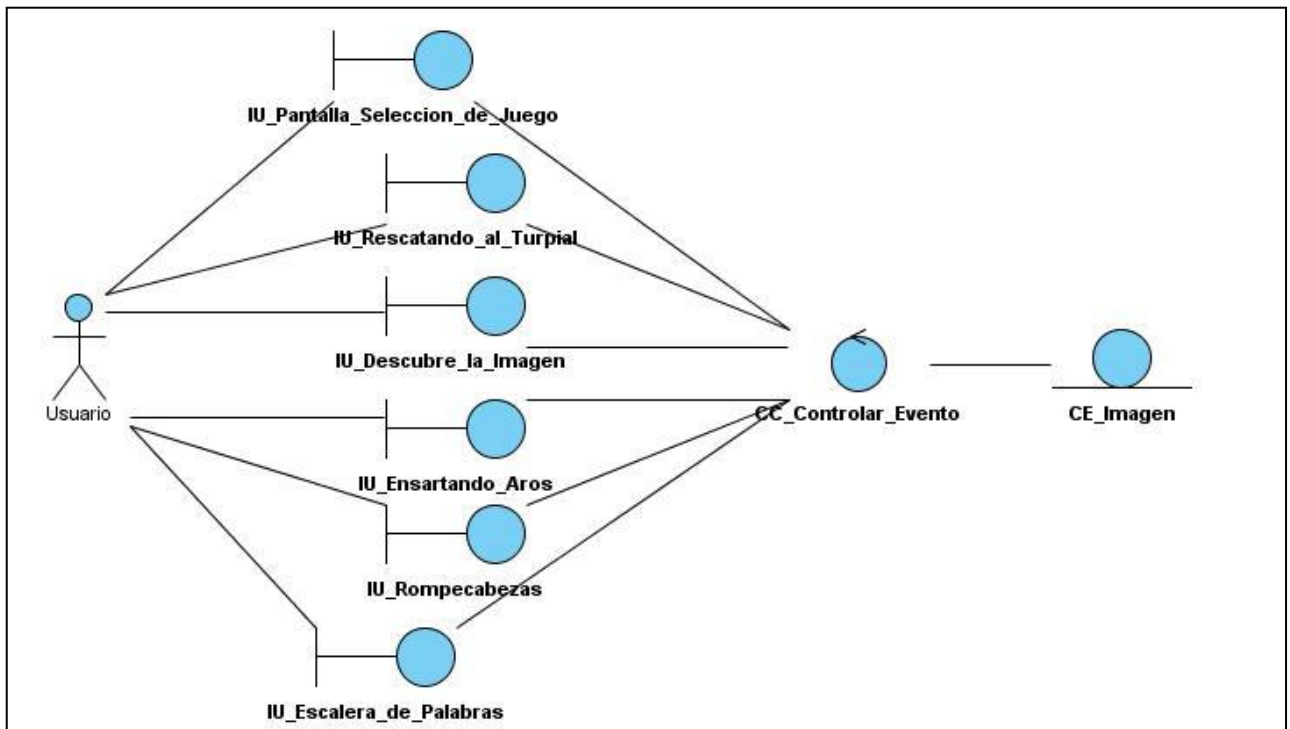 IU_Pantalla_Seleccion_de_Juego
IU_Rescatando_al_Turpial
IU_Descubre_la_Imagen
Usuario
CC_Controlar_Evento
CE_Imagen
IU_Ensartando_Aros
IU_Rompecabezas
IU_Escalera_de_Palabras